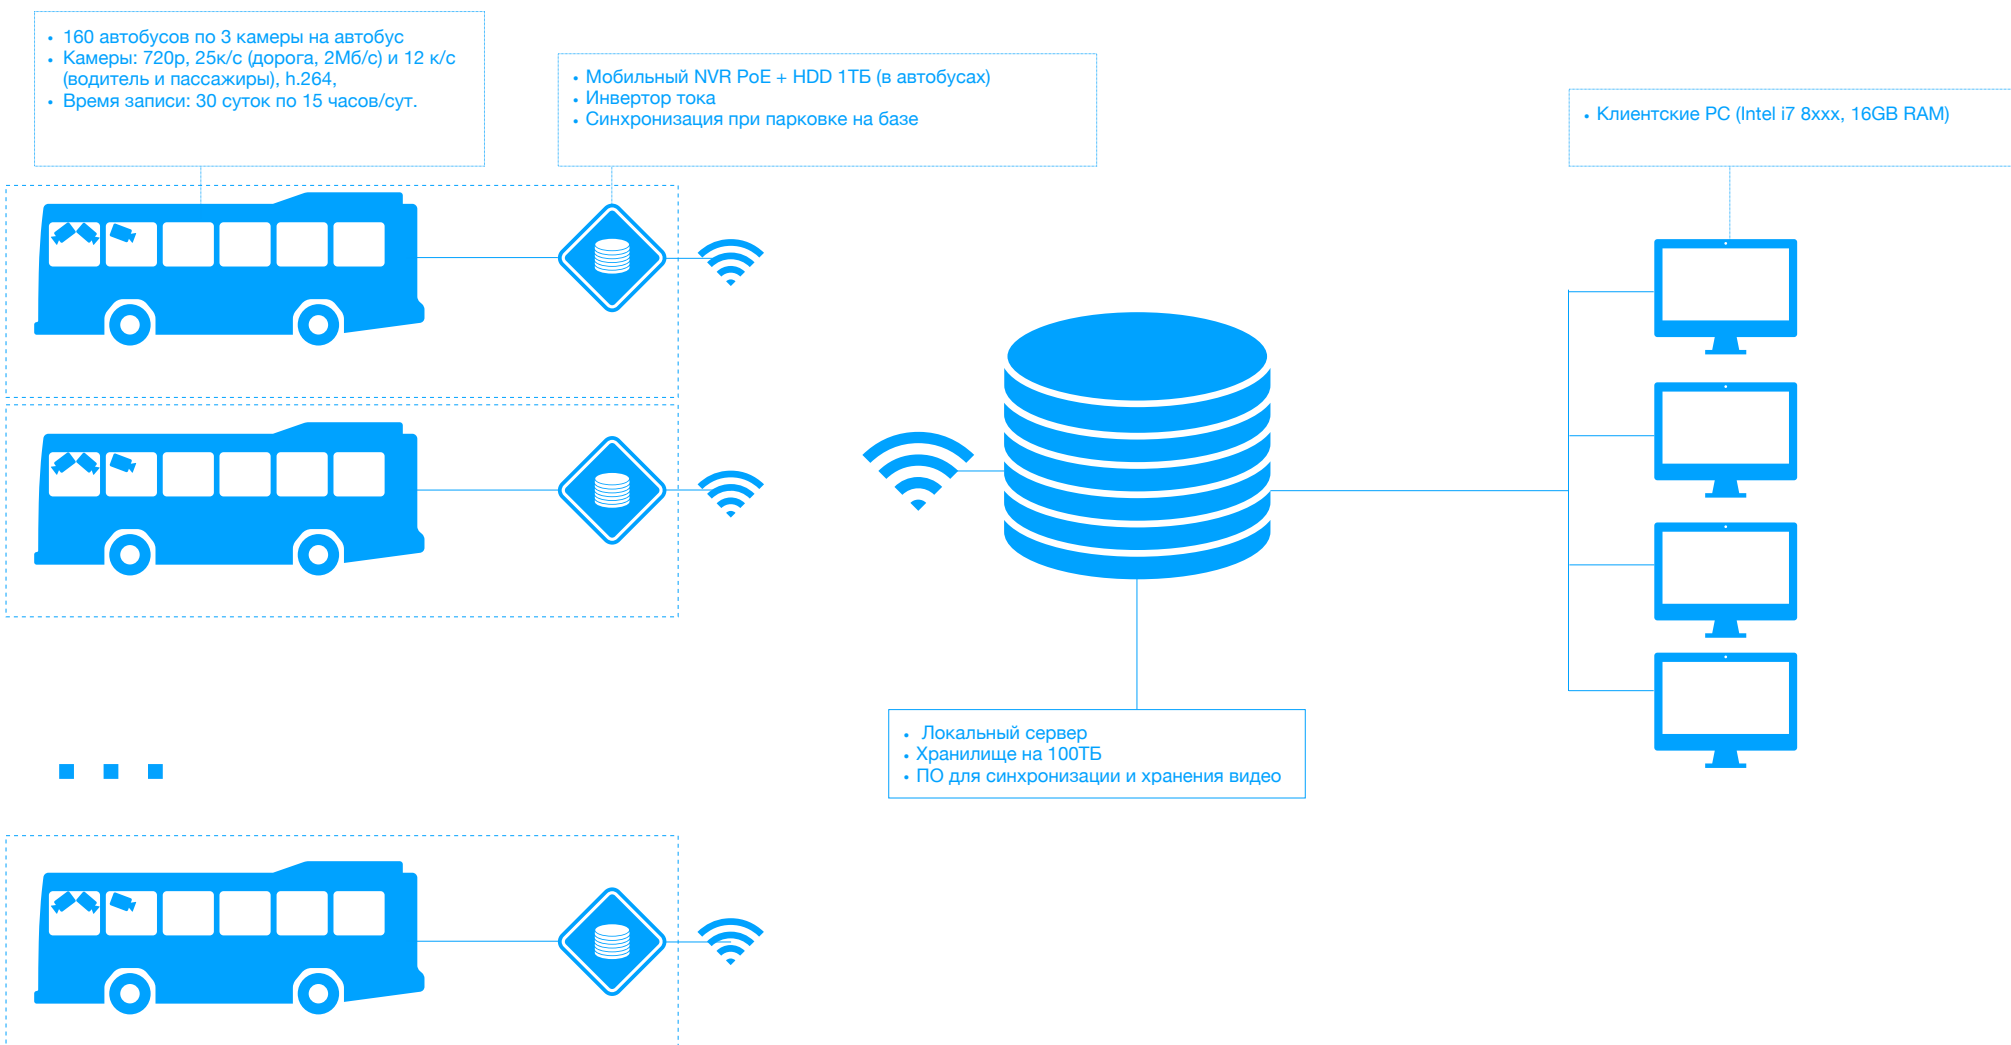 • 160 автобусов по 3 камеры на автобус
• Камеры: 720p, 25к/с (дорога, 2Мб/с) и 12 к/с
(водитель и пассажиры), h.264,
• Время записи: 30 суток по 15 часов/сут.
• Мобильный NVR PoE + HDD 1ТБ (в автобусах)
• Инвертор тока
• Синхронизация при парковке на базе
• Клиентские PC (Intel i7 8xxx, 16GB RAM)
• Локальный сервер
• Хранилище на 100ТБ
• ПО для синхронизации и хранения видео